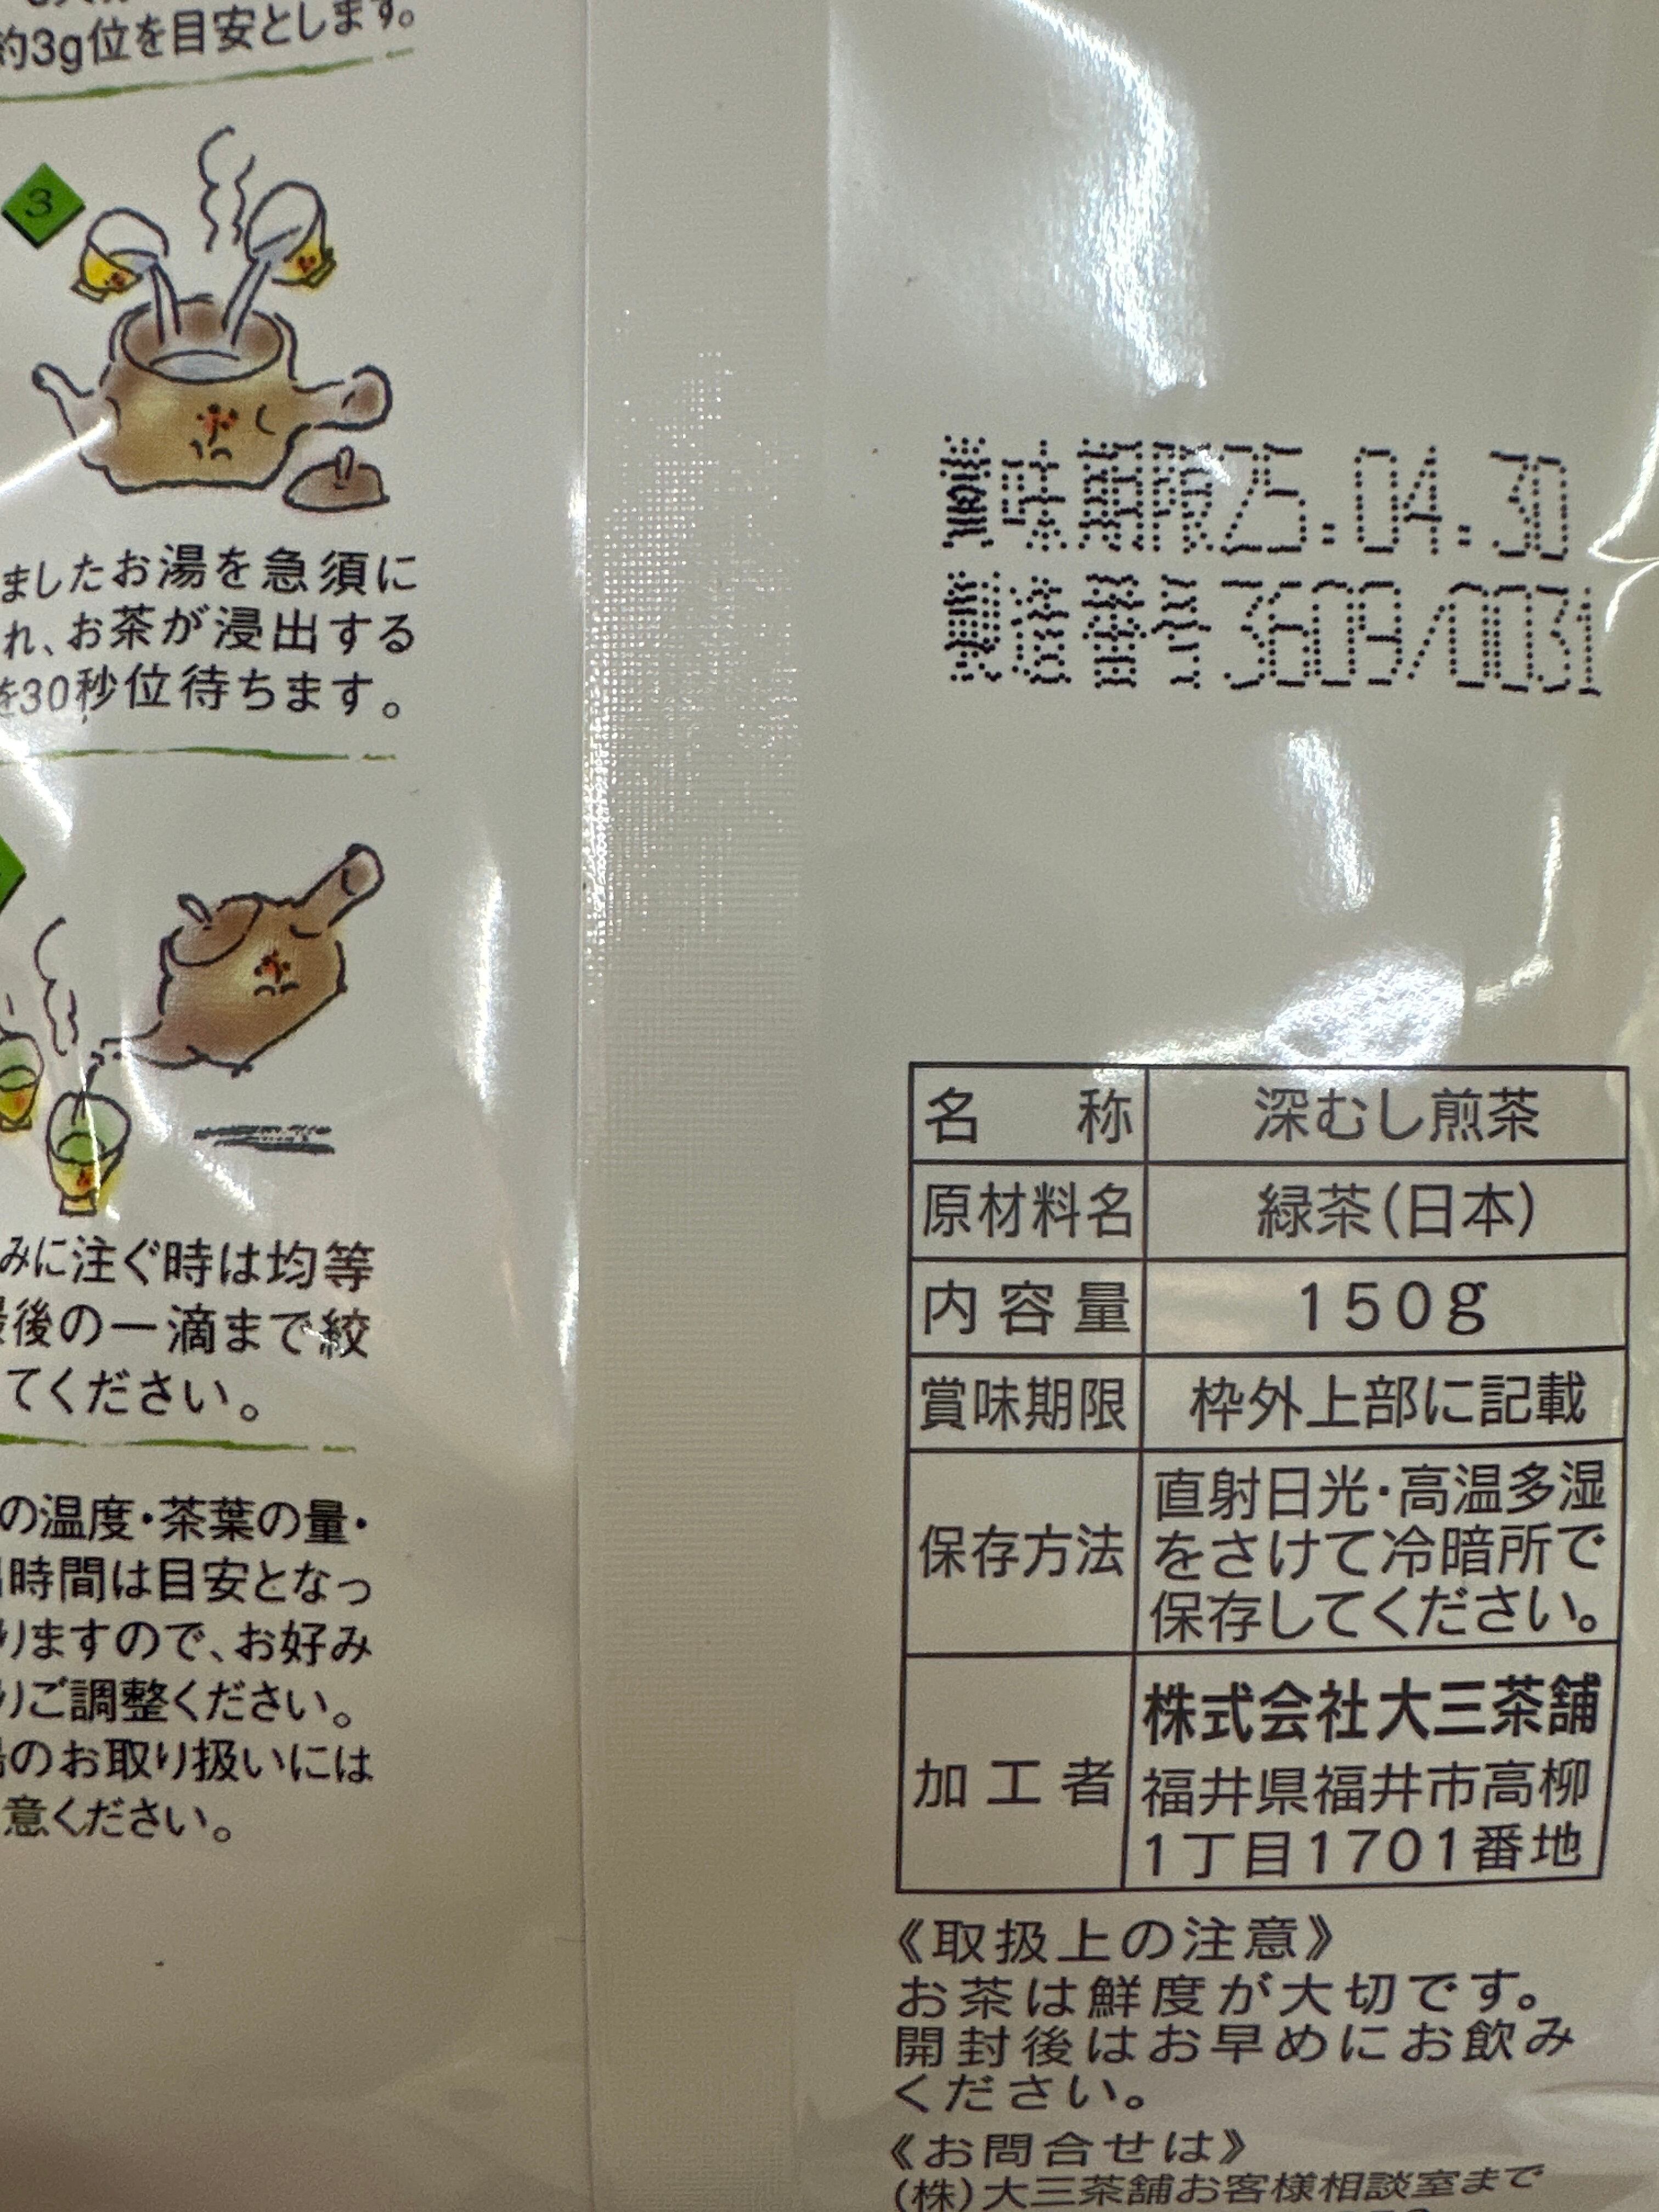 約3g位を目安とします。
3
ましたお湯を急須に
れ、お茶が浸出する
を30秒位待ちます。
みに注ぐ時は均等
最後の一滴まで絞
てください。
の温度・茶葉の量・
時間は目安となっ
りますので、お好み
りご調整ください。
のお取り扱いには
意ください。
賞味期限25.04.30
製造番号3609/0031
名称 深むし煎茶
原材料名 緑茶(日本)
内容量 150g
賞味期限 枠外上部に記載
保存方法 直射日光・高温多湿
をさけて冷暗所で
保存してください。
加工者 株式会社大三茶舗
福井県福井市高柳
1丁目1701番地
《取扱上の注意》
お茶は鮮度が大切です。
開封後はお早めにお飲み
ください。
《お問合せは》
(株)大三茶舗お客様相談室まで